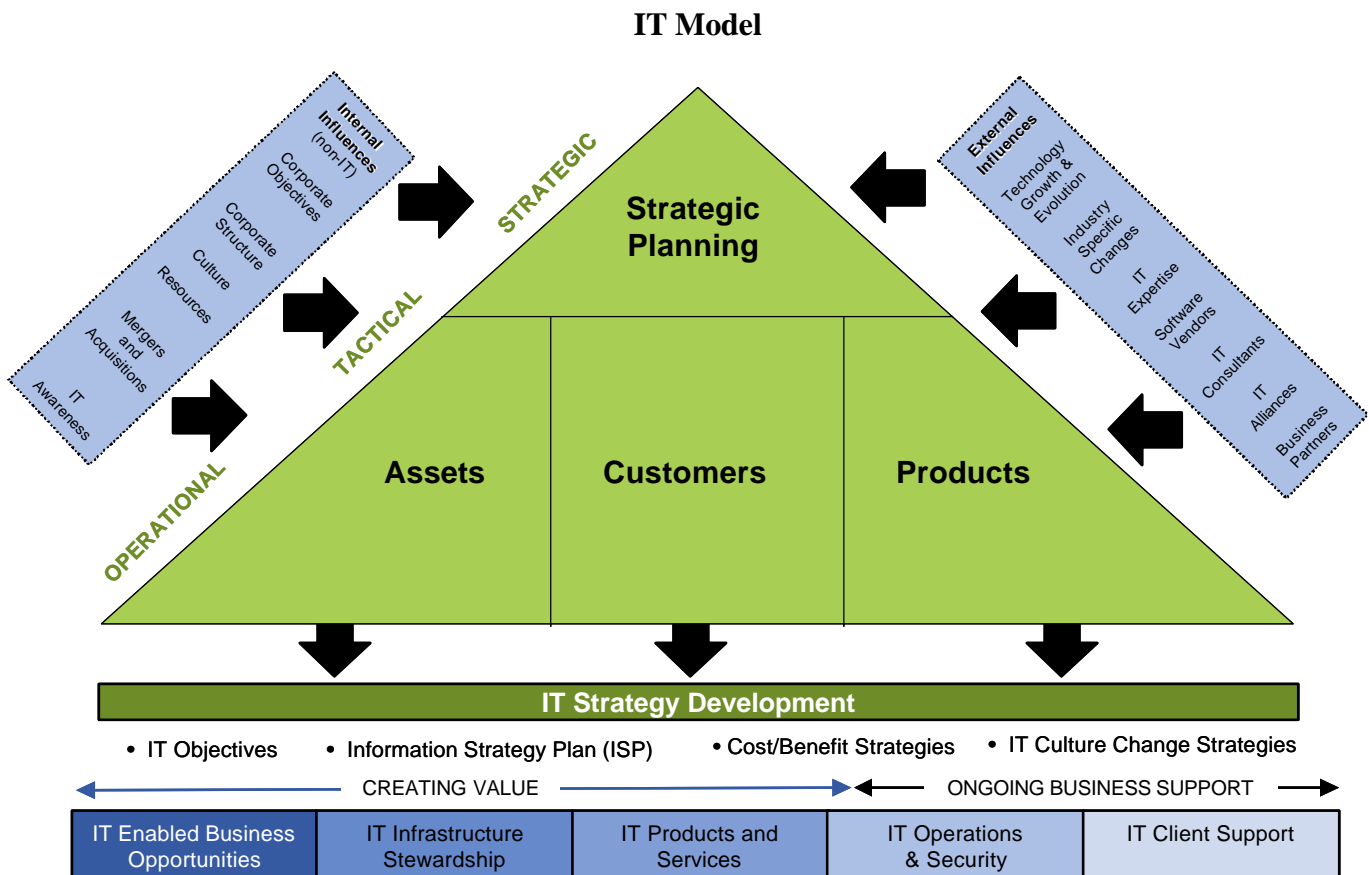 IT Model
Internal
Influences
(non-IT)
Corporate
Objectives
Corporate
Structure
Culture
Resources
Mergers
and
Acquisitions
IT
Awareness
STRATEGIC
TACTICAL
OPERATIONAL
Strategic
Planning
Assets
Customers
Products
External
Influences
Technology
Growth &
Evolution
Industry
Specific
Changes
IT
Expertise
Software
Vendors
IT
Consultants
IT
Alliances
Business
Partners
IT Strategy Development
• IT Objectives
• Information Strategy Plan (ISP)
• Cost/Benefit Strategies
• IT Culture Change Strategies
CREATING VALUE
ONGOING BUSINESS SUPPORT
IT Enabled Business
Opportunities
IT Infrastructure
Stewardship
IT Products and
Services
IT Operations
& Security
IT Client Support